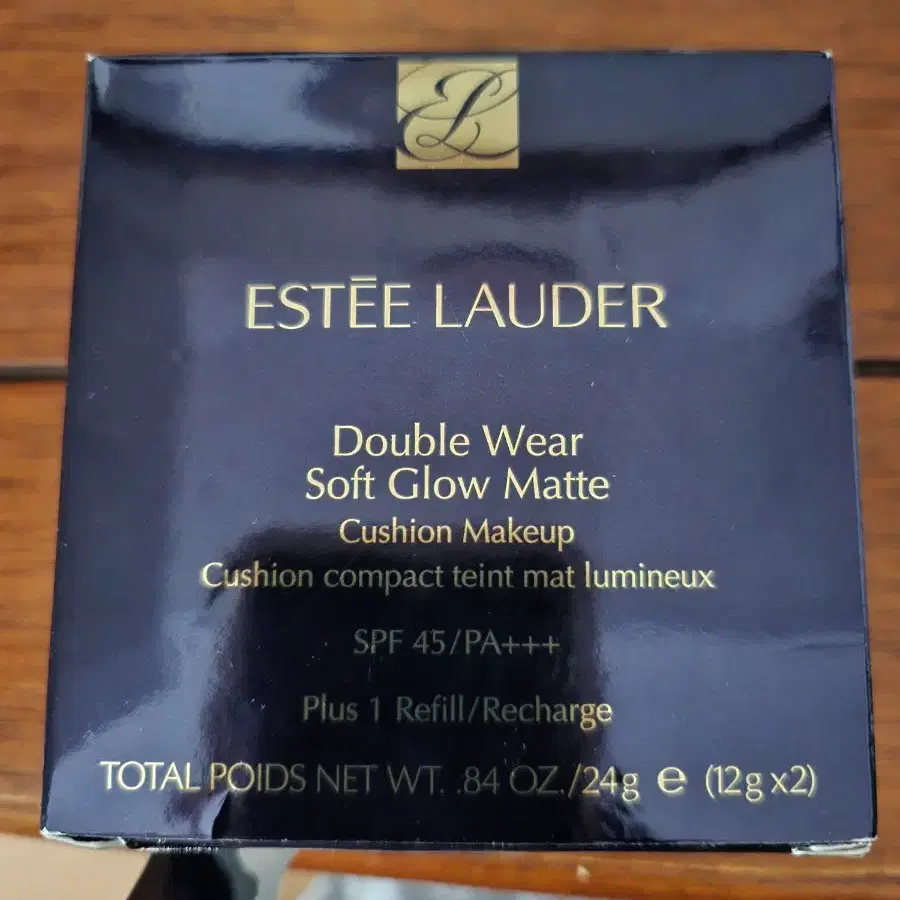 EL
ESTĒE LAUDER
Double Wear
Soft Glow Matte
Cushion Makeup
Cushion compact teint mat lumineux
SPF 45/PA+++
Plus 1 Refill/Recharge
TOTAL POIDS NET WT. .84 OZ./24g ℮ (12g x2)